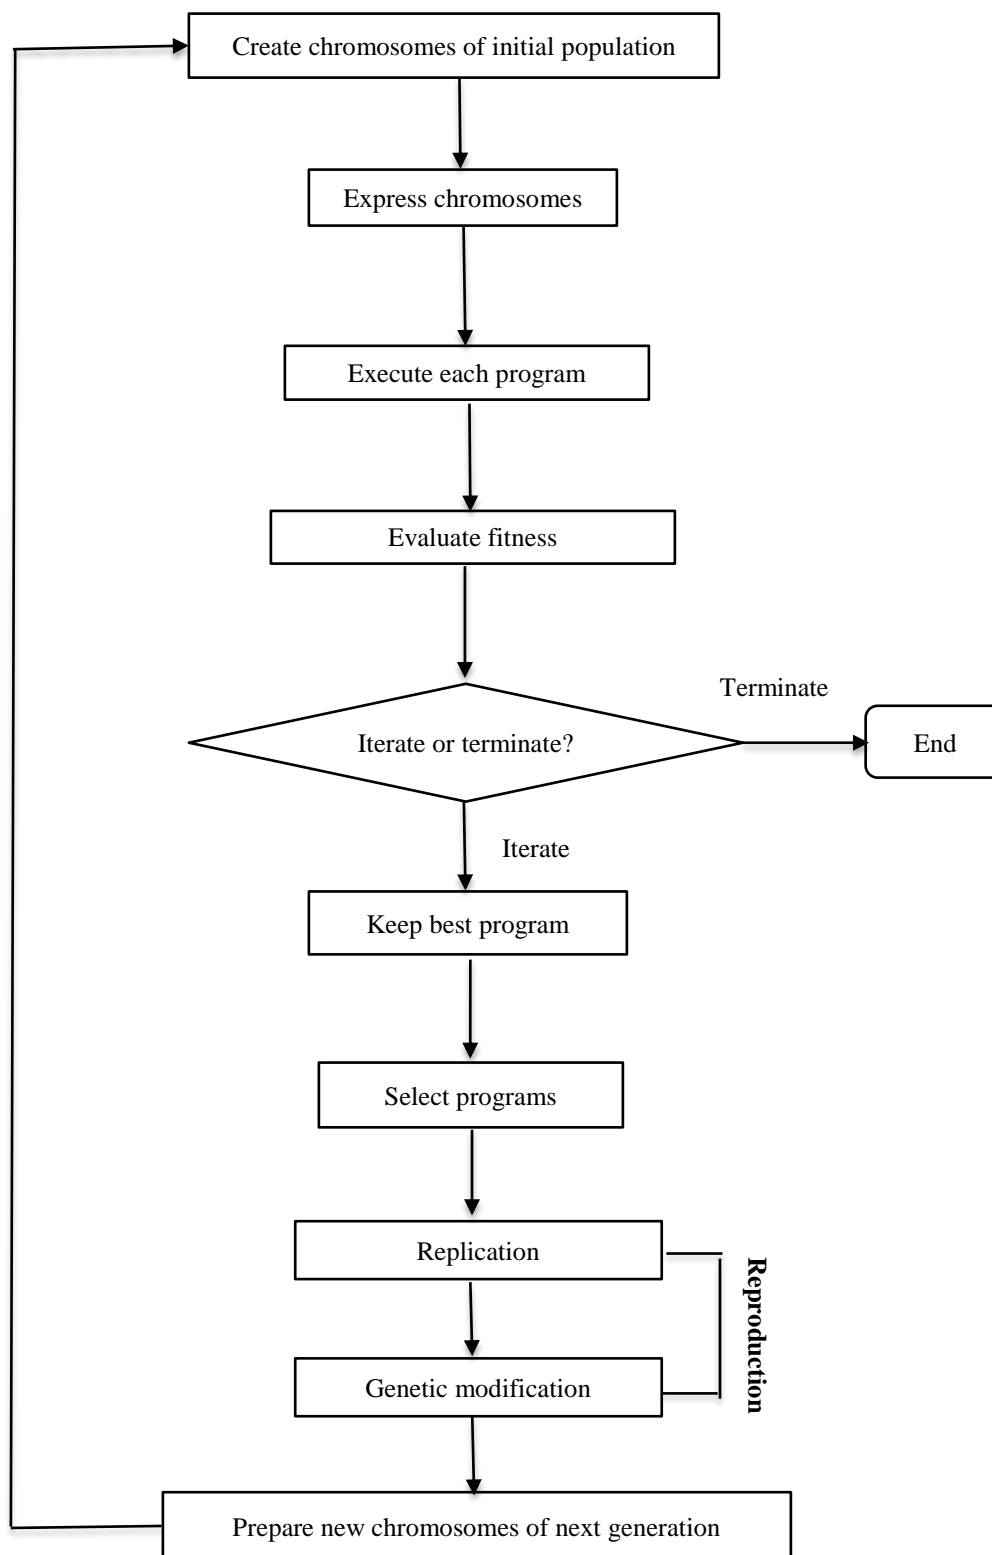 Create chromosomes of initial population
Express chromosomes
Execute each program
Evaluate fitness
Terminate
Iterate or terminate?
End
Iterate
Keep best program
Select programs
Replication
Reproduction
Genetic modification
Prepare new chromosomes of next generation